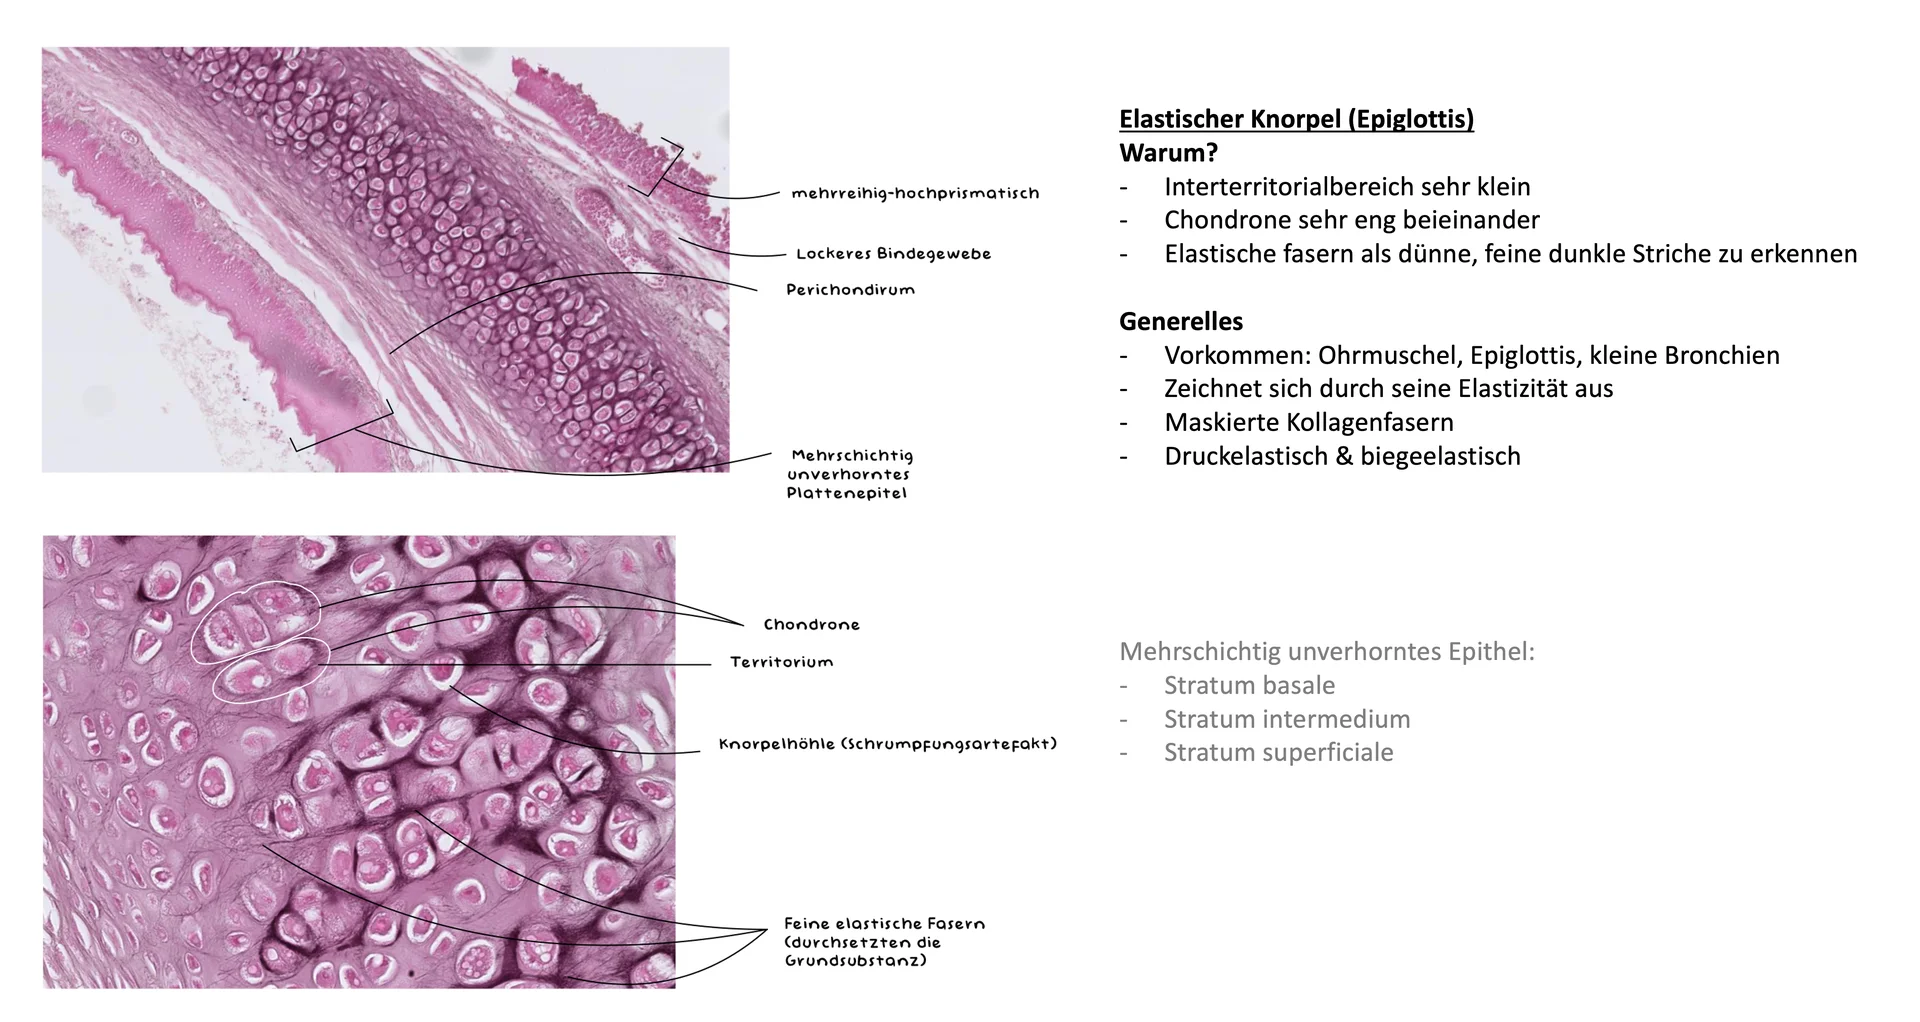 mehrreihig-hochprismatisch
Lockeres Bindegewebe
Perichondirum
Mehrschichtig
unverhorntes
Plattenepitel
Chondrone
Territorium
Knorpelhöhle (Schrumpfungsartefakt)
Feine elastische Fasern
(durchsetzten die
Grundsubstanz)
Elastischer Knorpel (Epiglottis)
Warum?
- Interterritorialbereich sehr klein
- Chondrone sehr eng beieinander
- Elastische fasern als dünne, feine dunkle Striche zu erkennen
Generelles
- Vorkommen: Ohrmuschel, Epiglottis, kleine Bronchien
- Zeichnet sich durch seine Elastizität aus
- Maskierte Kollagenfasern
- Druckelastisch & biegeelastisch
Mehrschichtig unverhorntes Epithel:
- Stratum basale
- Stratum intermedium
- Stratum superficiale